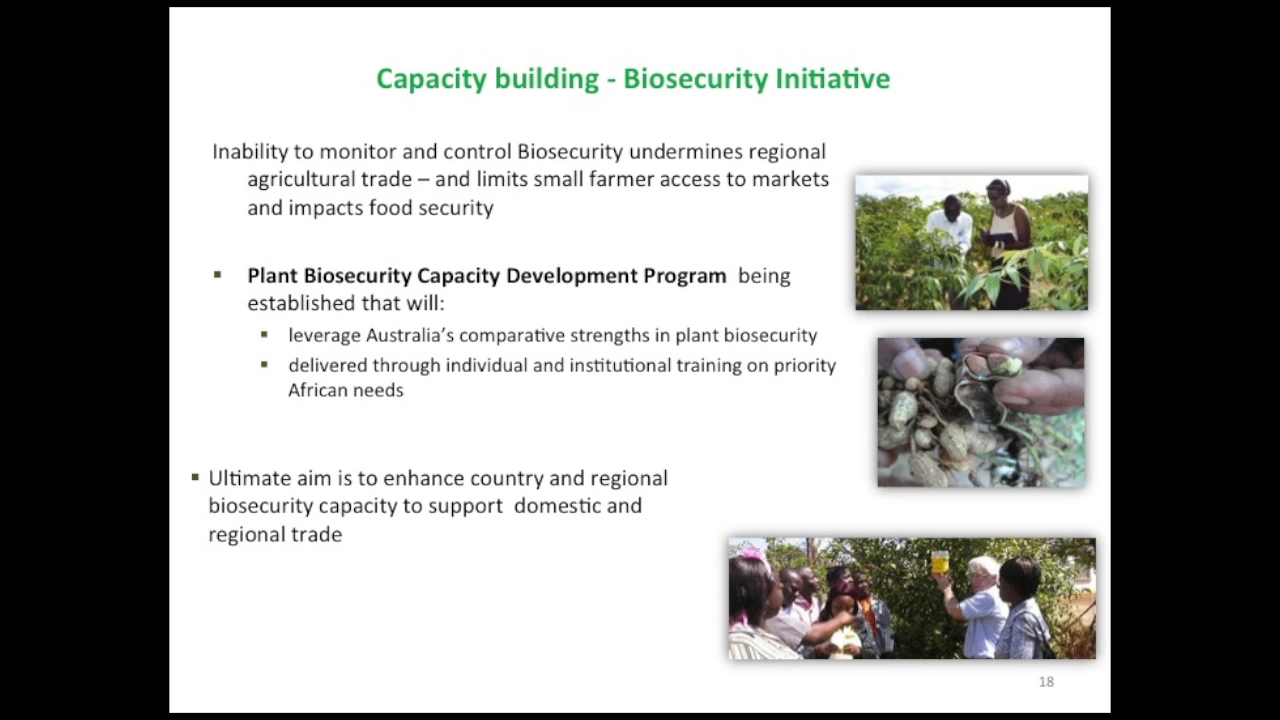 Capacity building - Biosecurity Initiative
Inability to monitor and control Biosecurity undermines regional
agricultural trade – and limits small farmer access to markets
and impacts food security
▪ Plant Biosecurity Capacity Development Program being
established that will:
▪ leverage Australia's comparative strengths in plant biosecurity
▪ delivered through individual and institutional training on priority
African needs
▪ Ultimate aim is to enhance country and regional
biosecurity capacity to support domestic and
regional trade
18